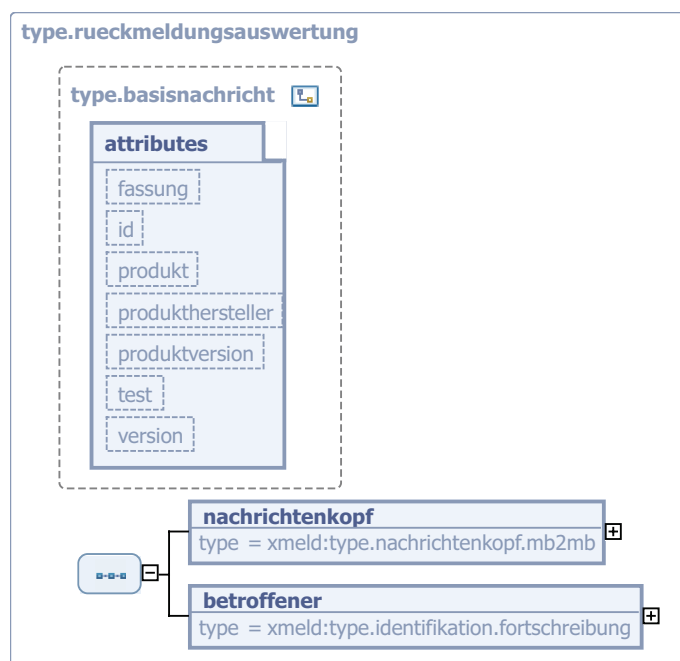 type.rueckmeldungsauswertung
type.basisnachricht
attributes
fassung
id
produkt
produkthersteller
produktversion
test
version
nachrichtenkopf
type = xmeld:type.nachrichtenkopf.mb2mb
betroffener
type = xmeld:type.identifikation.fortschreibung